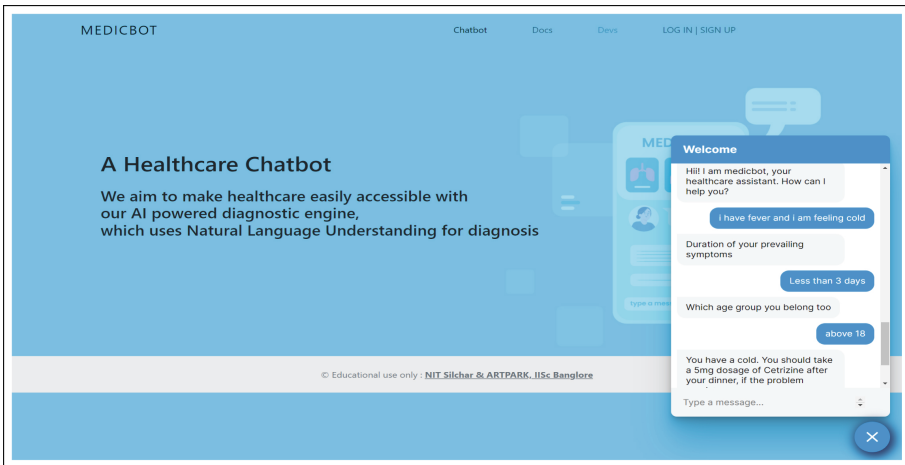 MEDICBOT
Chatbot Docs Devs LOG IN | SIGN UP
A Healthcare Chatbot
We aim to make healthcare easily accessible with
our AI powered diagnostic engine,
which uses Natural Language Understanding for diagnosis
MED
type a mes
Welcome
Hii! I am medicbot, your
healthcare assistant. How can I
help you?
i have fever and i am feeling cold
Duration of your prevailing
symptoms
Less than 3 days
Which age group you belong too
above 18
You have a cold. You should take
a 5mg dosage of Cetrizine after
your dinner, if the problem
Type a message...
© Educational use only : NIT Silchar & ARTPARK, IISc Banglore